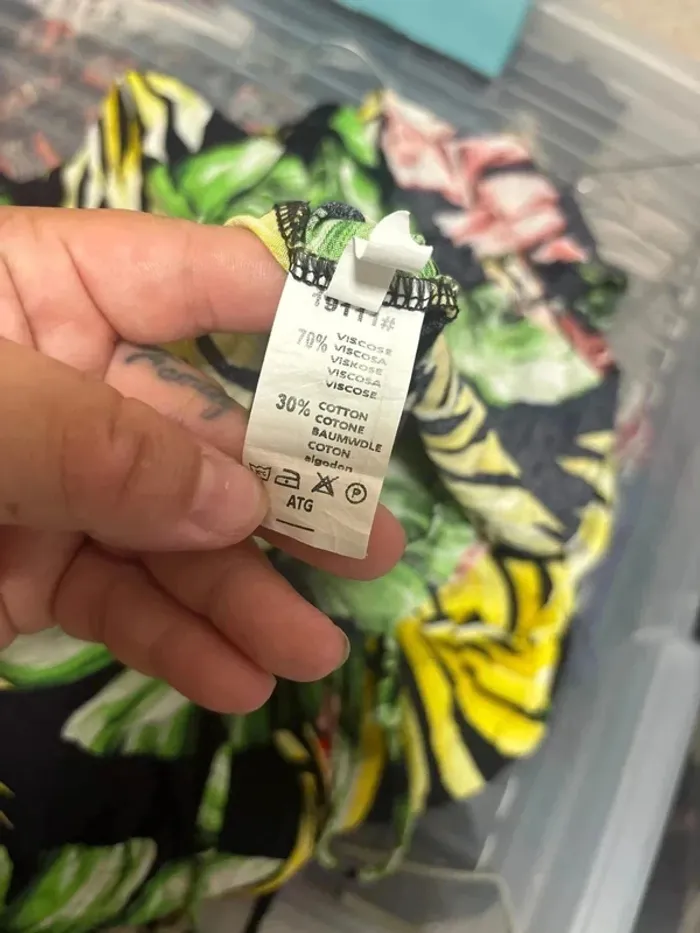 19111#
70% VISCOSE
VISCOSA
VISKOSE
VISCOSA
VISCOSE
30% COTTON
COTONE
BAUMWDLE
COTON
algodon
P
ATG